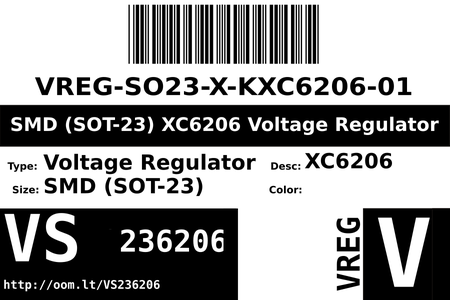 VREG-SO23-X-KXC6206-01
SMD (SOT-23) XC6206 Voltage Regulator
Type: Voltage Regulator Desc: XC6206
Size: SMD (SOT-23) Color:
VS 236206 VREG V
http://oom.lt/VS236206